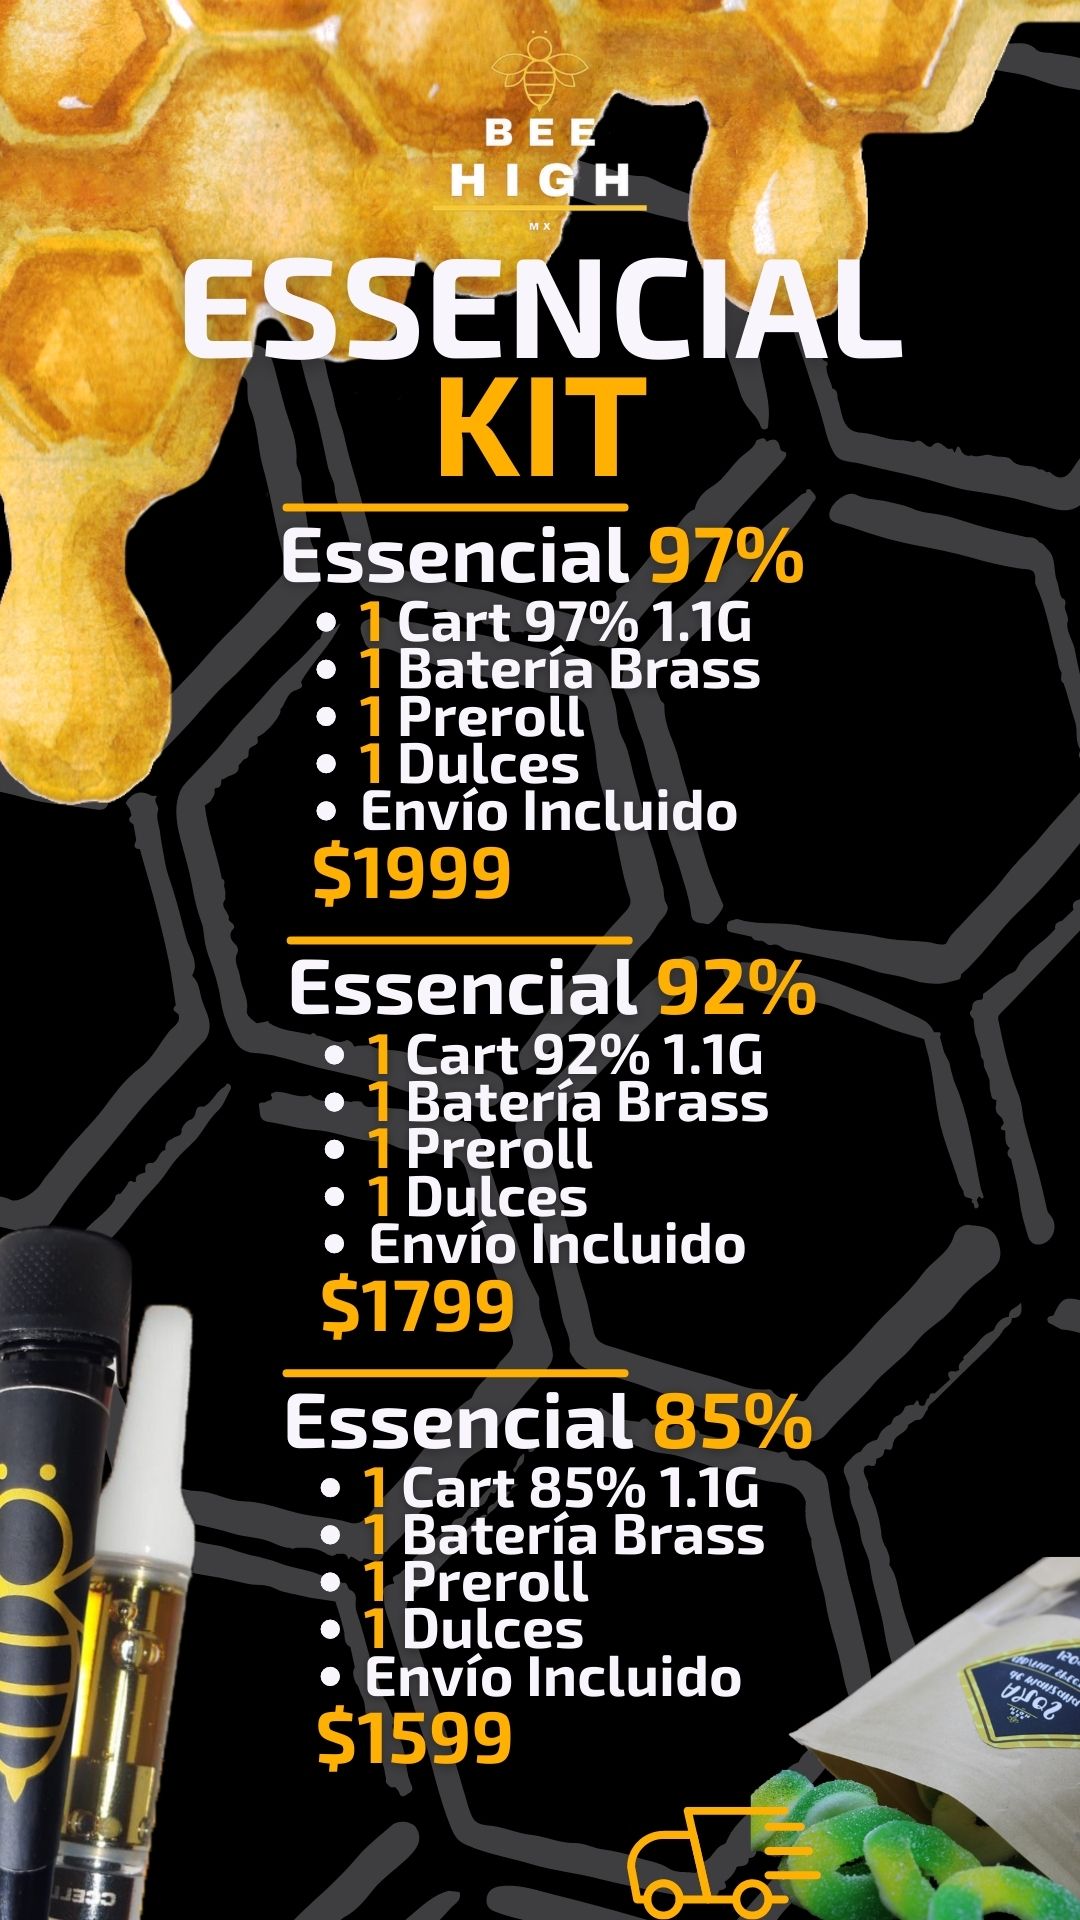 BEE
HIGH
MX
ESSENCIAL
KIT
Essencial 97%
• 1 Cart 97% 1.1G
• 1 Batería Brass
• 1 Preroll
• 1 Dulces
• Envío Incluido
$1999
Essencial 92%
• 1 Cart 92% 1.1G
• 1 Batería Brass
• 1 Preroll
• 1 Dulces
• Envío Incluido
$1799
Essencial 85%
• 1 Cart 85% 1.1G
• 1 Batería Brass
• 1 Preroll
• 1 Dulces
• Envío Incluido
$1599